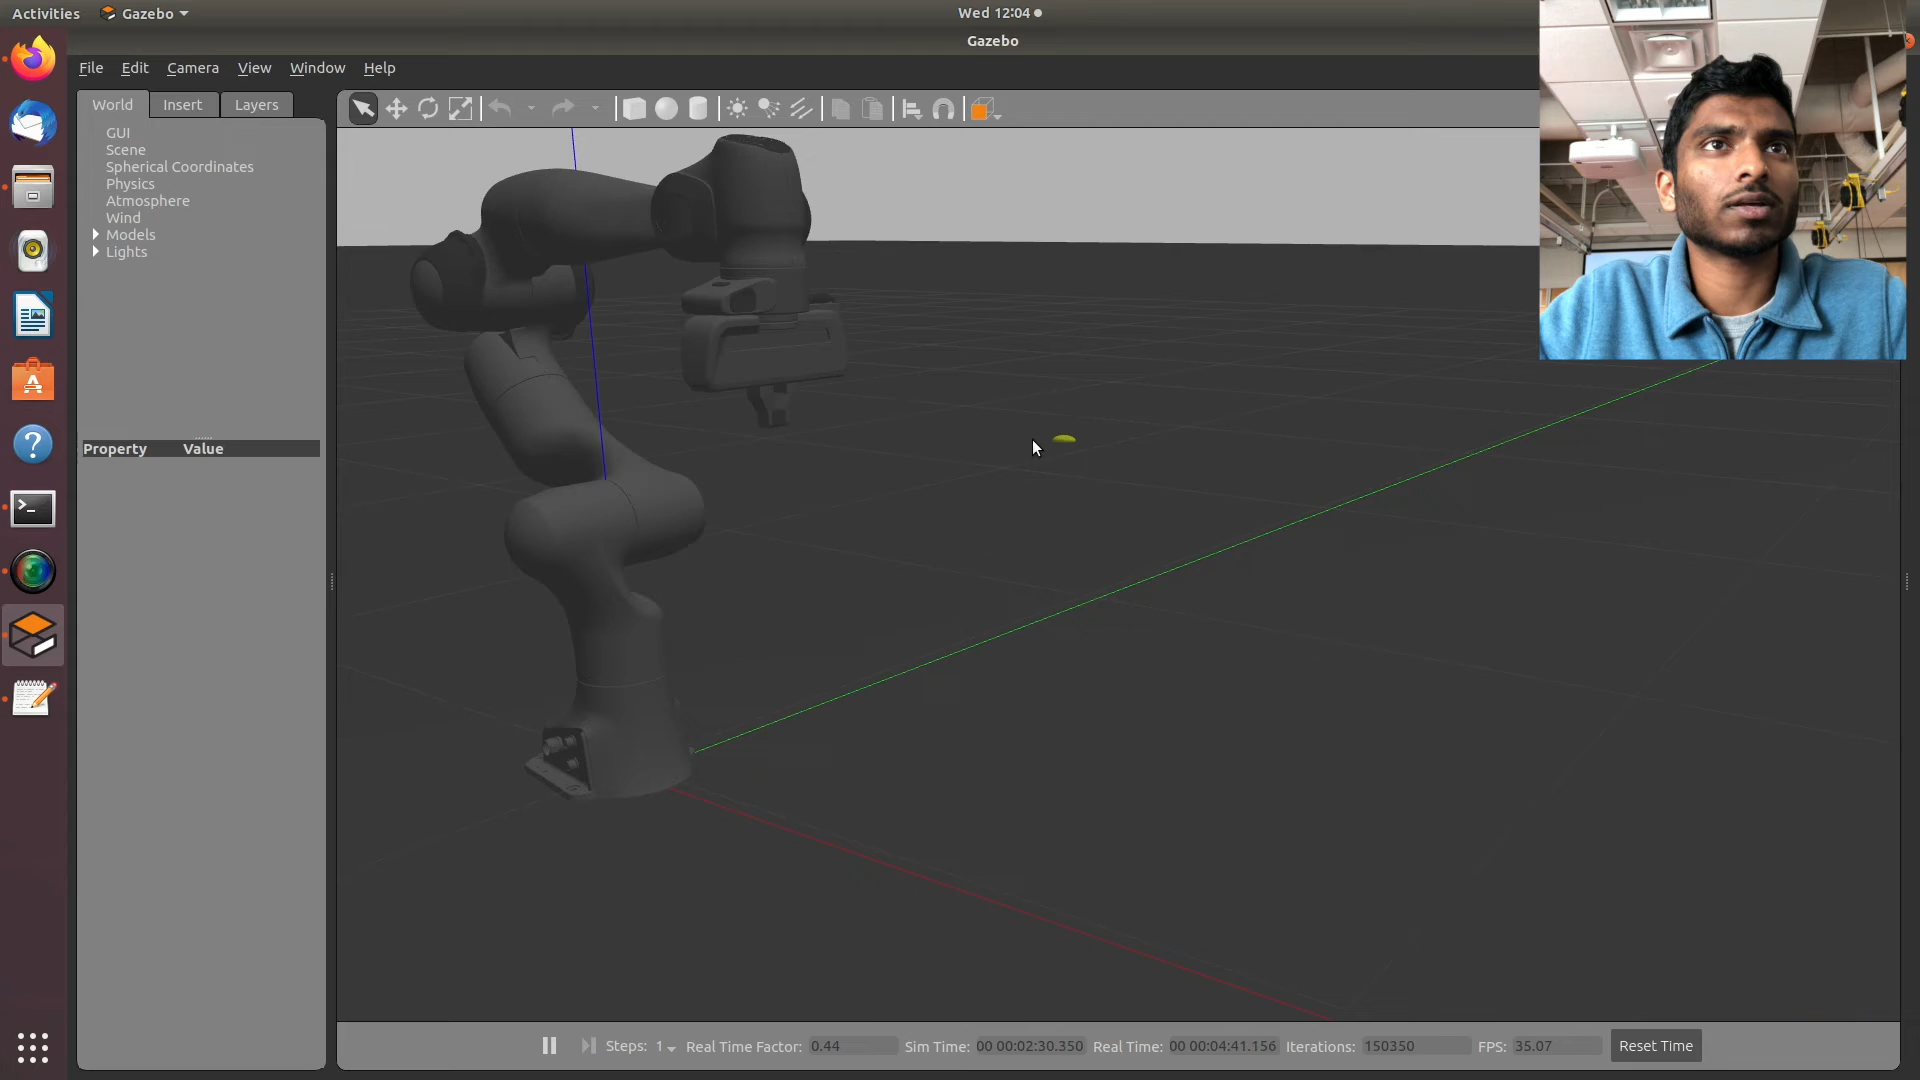 Activities Gazebo Wed 12:04
Gazebo
File Edit Camera View Window Help
World Insert Layers
GUI
Scene
Spherical Coordinates
Physics
Atmosphere
Wind
Models
Lights
Property Value
Steps: 1 Real Time Factor: 0.44 Sim Time: 00 00:02:30.350 Real Time: 00 00:04:41.156 Iterations: 150350 FPS: 35.07 Reset Time